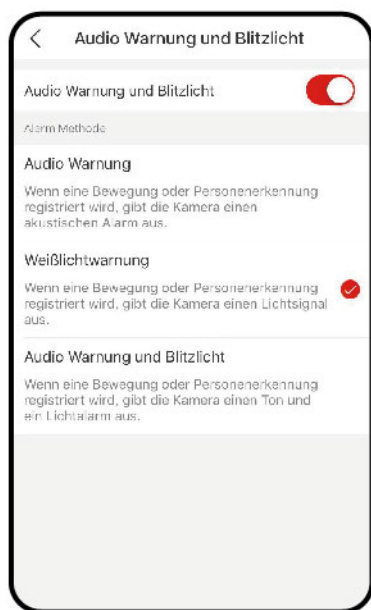 Audio Warnung und Blitzlicht
Audio Warnung und Blitzlicht
Alarm Methode
Audio Warnung
Wenn eine Bewegung oder Personenerkennung
registriert wird, gibt die Kamera einen
akustischen Alarm aus.
Weißlichtwarnung
Wenn eine Bewegung oder Personenerkennung
registriert wird, gibt die Kamera einen Lichtsignal
aus.
Audio Warnung und Blitzlicht
Wenn eine Bewegung oder Personenerkennung
registriert wird, gibt die Kamera einen Ton und
ein Lichtalarm aus.